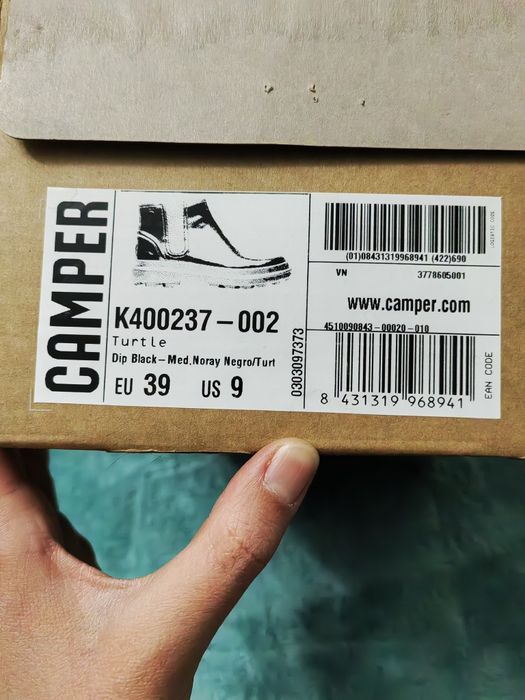 CAMPER
K400237-002
Turtle
Dip Black-Med.Noray Negro/Turt
EU 39 US 9
0303097373
(01)08431319968941 (422)690
VN 3778605001
www.camper.com
4510090843-00020-010
8 431319 968941
EAN CODE